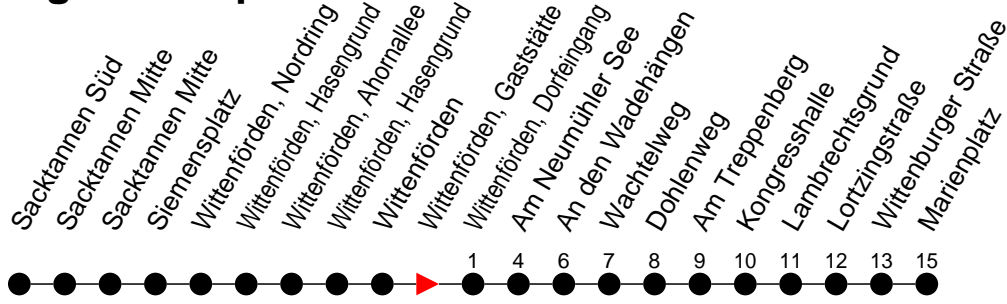 Sacktannen Süd
Sacktannen Mitte
Sacktannen Mitte
Siemensplatz
Wittenförden, Nordring
Wittenförden, Hasengrund
Wittenförden, Ahornallee
Wittenförden, Hasengrund
Wittenförden
Wittenförden, Gaststätte
Wittenförden, Dorfeingang
Am Neumühler See
An den Wadehängen
Wachtelweg
Dohlenweg
Am Treppenberg
Kongresshalle
Lambrechtsgrund
Lortzingstraße
Wittenburger Straße
Marienplatz
1 4 6 7 8 9 10 11 12 13 15